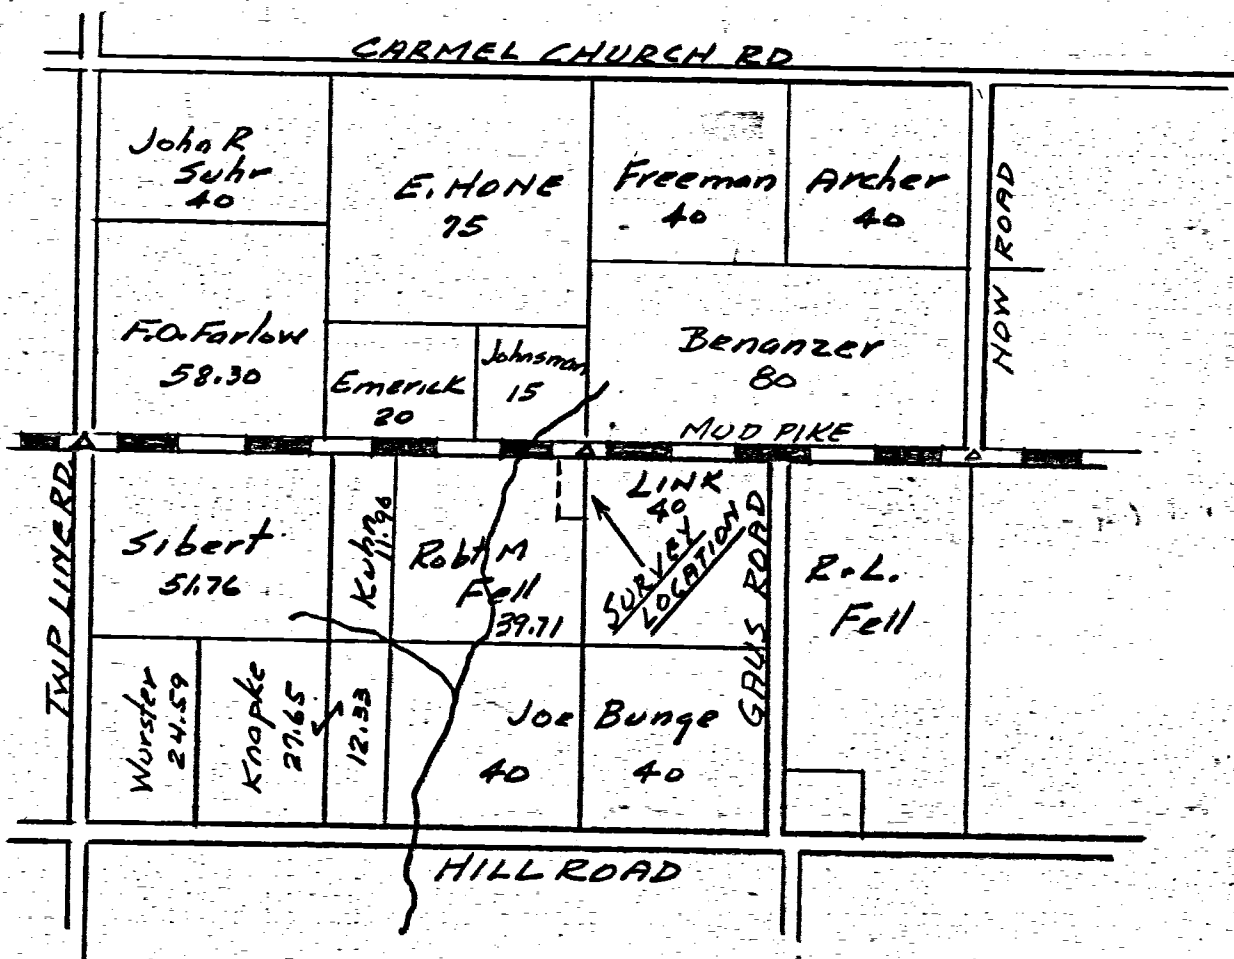 CARMEL CHURCH RD
John R
Suhr
40
E. HONE
75
Freeman
40
Archer
40
HOW ROAD
F.O. Farlow
58.30
Emerick
20
Johnsman
15
Benanzer
80
MUD PIKE
TWP LINE RD
Sibert
51.76
Kuhn
11.96
Robt M
Fell
39.71
LINK
40
SURVEY
LOCATION
GAUS ROAD
R.L.
Fell
Wurster
24.59
Knapke
27.65
12.33
Joe Bunge
40
40
HILL ROAD